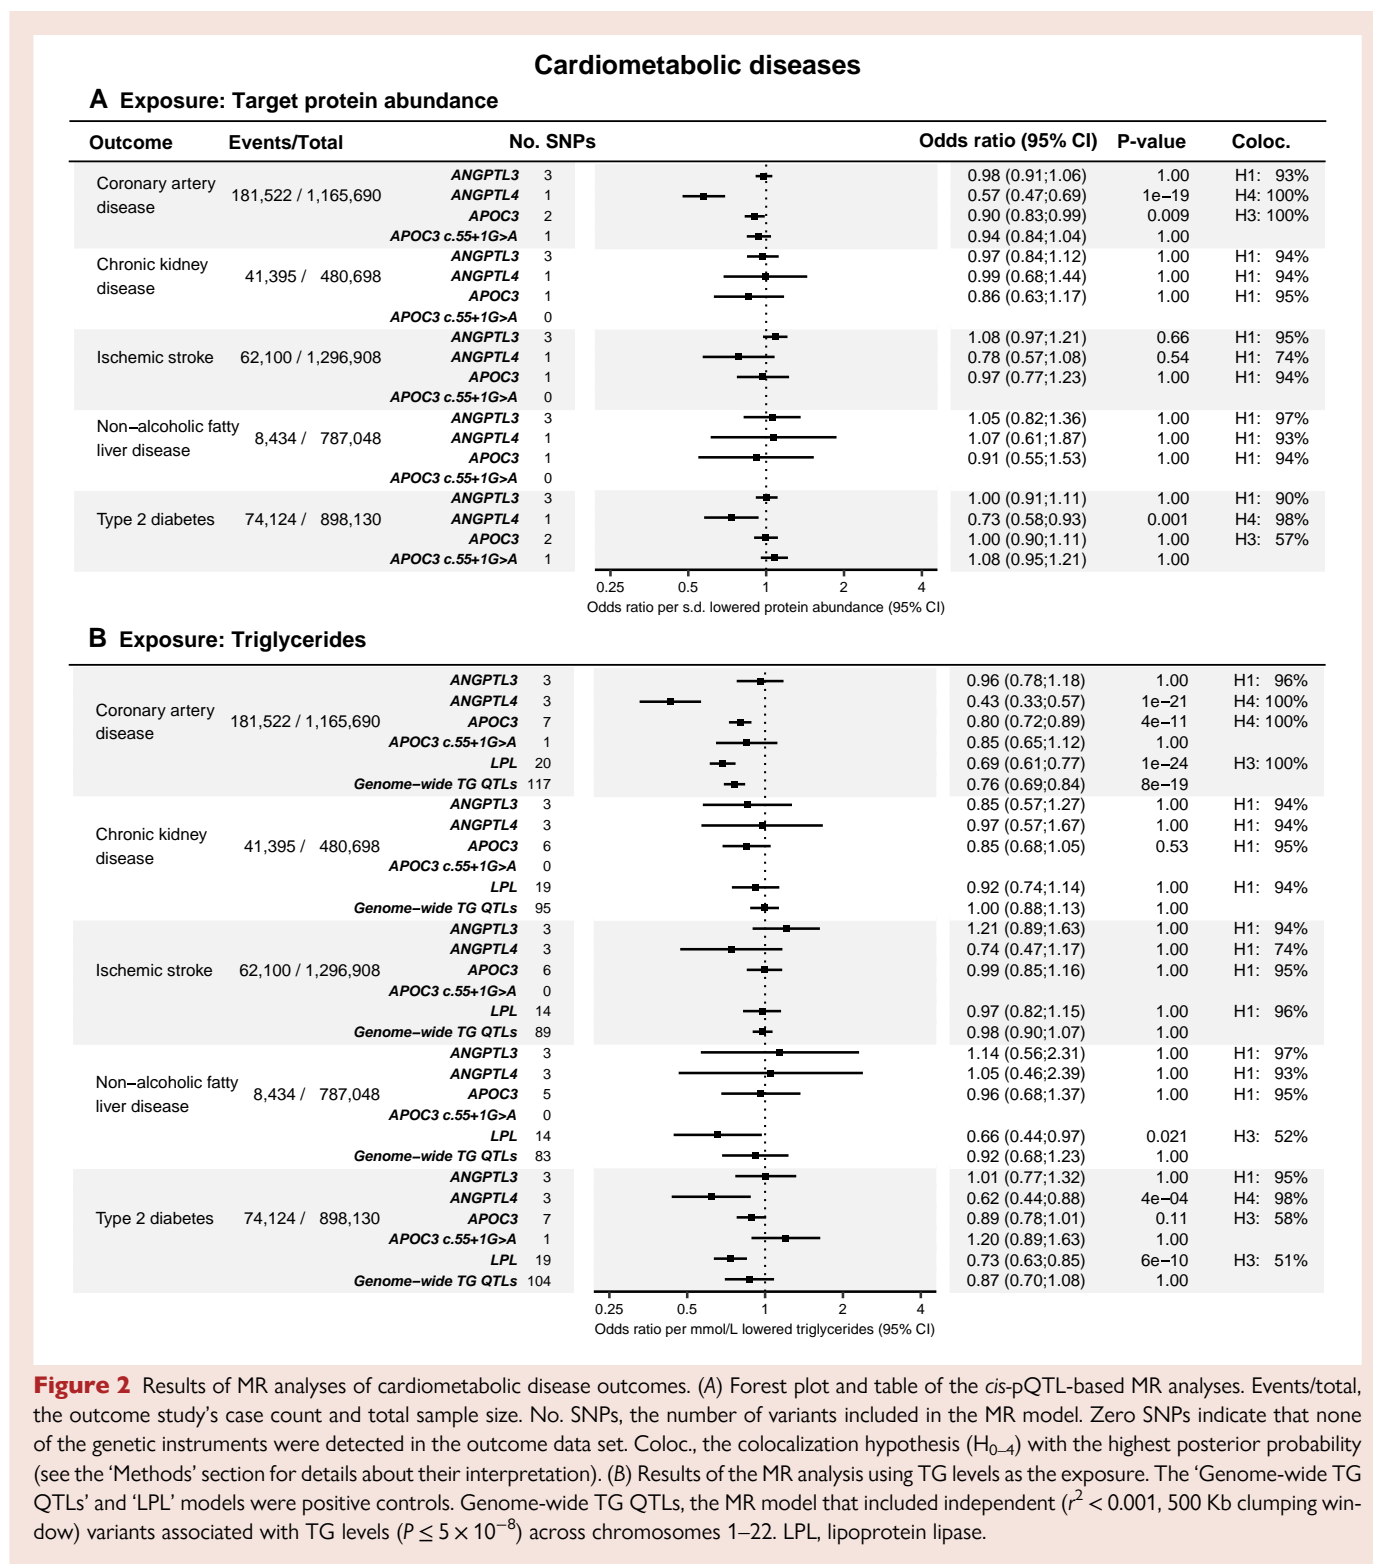 Cardiometabolic diseases
A Exposure: Target protein abundance
Outcome Events/Total No. SNPs Odds ratio (95% CI) P-value Coloc.
Coronary artery disease 181,522 / 1,165,690
ANGPTL3 3 0.98 (0.91;1.06) 1.00 H1: 93%
ANGPTL4 1 0.57 (0.47;0.69) 1e−19 H4: 100%
APOC3 2 0.90 (0.83;0.99) 0.009 H3: 100%
APOC3 c.55+1G>A 1 0.94 (0.84;1.04) 1.00
Chronic kidney disease 41,395 / 480,698
ANGPTL3 3 0.97 (0.84;1.12) 1.00 H1: 94%
ANGPTL4 1 0.99 (0.68;1.44) 1.00 H1: 94%
APOC3 1 0.86 (0.63;1.17) 1.00 H1: 95%
APOC3 c.55+1G>A 0
Ischemic stroke 62,100 / 1,296,908
ANGPTL3 3 1.08 (0.97;1.21) 0.66 H1: 95%
ANGPTL4 1 0.78 (0.57;1.08) 0.54 H1: 74%
APOC3 1 0.97 (0.77;1.23) 1.00 H1: 94%
APOC3 c.55+1G>A 0
Non−alcoholic fatty liver disease 8,434 / 787,048
ANGPTL3 3 1.05 (0.82;1.36) 1.00 H1: 97%
ANGPTL4 1 1.07 (0.61;1.87) 1.00 H1: 93%
APOC3 1 0.91 (0.55;1.53) 1.00 H1: 94%
APOC3 c.55+1G>A 0
Type 2 diabetes 74,124 / 898,130
ANGPTL3 3 1.00 (0.91;1.11) 1.00 H1: 90%
ANGPTL4 1 0.73 (0.58;0.93) 0.001 H4: 98%
APOC3 2 1.00 (0.90;1.11) 1.00 H3: 57%
APOC3 c.55+1G>A 1 1.08 (0.95;1.21) 1.00
0.25 0.5 1 2 4
Odds ratio per s.d. lowered protein abundance (95% CI)
B Exposure: Triglycerides
Coronary artery disease 181,522 / 1,165,690
ANGPTL3 3 0.96 (0.78;1.18) 1.00 H1: 96%
ANGPTL4 3 0.43 (0.33;0.57) 1e−21 H4: 100%
APOC3 7 0.80 (0.72;0.89) 4e−11 H4: 100%
APOC3 c.55+1G>A 1 0.85 (0.65;1.12) 1.00
LPL 20 0.69 (0.61;0.77) 1e−24 H3: 100%
Genome−wide TG QTLs 117 0.76 (0.69;0.84) 8e−19
Chronic kidney disease 41,395 / 480,698
ANGPTL3 3 0.85 (0.57;1.27) 1.00 H1: 94%
ANGPTL4 3 0.97 (0.57;1.67) 1.00 H1: 94%
APOC3 6 0.85 (0.68;1.05) 0.53 H1: 95%
APOC3 c.55+1G>A 0
LPL 19 0.92 (0.74;1.14) 1.00 H1: 94%
Genome−wide TG QTLs 95 1.00 (0.88;1.13) 1.00
Ischemic stroke 62,100 / 1,296,908
ANGPTL3 3 1.21 (0.89;1.63) 1.00 H1: 94%
ANGPTL4 3 0.74 (0.47;1.17) 1.00 H1: 74%
APOC3 6 0.99 (0.85;1.16) 1.00 H1: 95%
APOC3 c.55+1G>A 0
LPL 14 0.97 (0.82;1.15) 1.00 H1: 96%
Genome−wide TG QTLs 89 0.98 (0.90;1.07) 1.00
Non−alcoholic fatty liver disease 8,434 / 787,048
ANGPTL3 3 1.14 (0.56;2.31) 1.00 H1: 97%
ANGPTL4 3 1.05 (0.46;2.39) 1.00 H1: 93%
APOC3 5 0.96 (0.68;1.37) 1.00 H1: 95%
APOC3 c.55+1G>A 0
LPL 14 0.66 (0.44;0.97) 0.021 H3: 52%
Genome−wide TG QTLs 83 0.92 (0.68;1.23) 1.00
Type 2 diabetes 74,124 / 898,130
ANGPTL3 3 1.01 (0.77;1.32) 1.00 H1: 95%
ANGPTL4 3 0.62 (0.44;0.88) 4e−04 H4: 98%
APOC3 7 0.89 (0.78;1.01) 0.11 H3: 58%
APOC3 c.55+1G>A 1 1.20 (0.89;1.63) 1.00
LPL 19 0.73 (0.63;0.85) 6e−10 H3: 51%
Genome−wide TG QTLs 104 0.87 (0.70;1.08) 1.00
0.25 0.5 1 2 4
Odds ratio per mmol/L lowered triglycerides (95% CI)
Figure 2 Results of MR analyses of cardiometabolic disease outcomes. (A) Forest plot and table of the cis-pQTL-based MR analyses. Events/total,
the outcome study's case count and total sample size. No. SNPs, the number of variants included in the MR model. Zero SNPs indicate that none
of the genetic instruments were detected in the outcome data set. Coloc., the colocalization hypothesis (H0–4) with the highest posterior probability
(see the 'Methods' section for details about their interpretation). (B) Results of the MR analysis using TG levels as the exposure. The 'Genome-wide TG
QTLs' and 'LPL' models were positive controls. Genome-wide TG QTLs, the MR model that included independent (r² < 0.001, 500 Kb clumping win-
dow) variants associated with TG levels (P ≤ 5 × 10⁻⁸) across chromosomes 1–22. LPL, lipoprotein lipase.